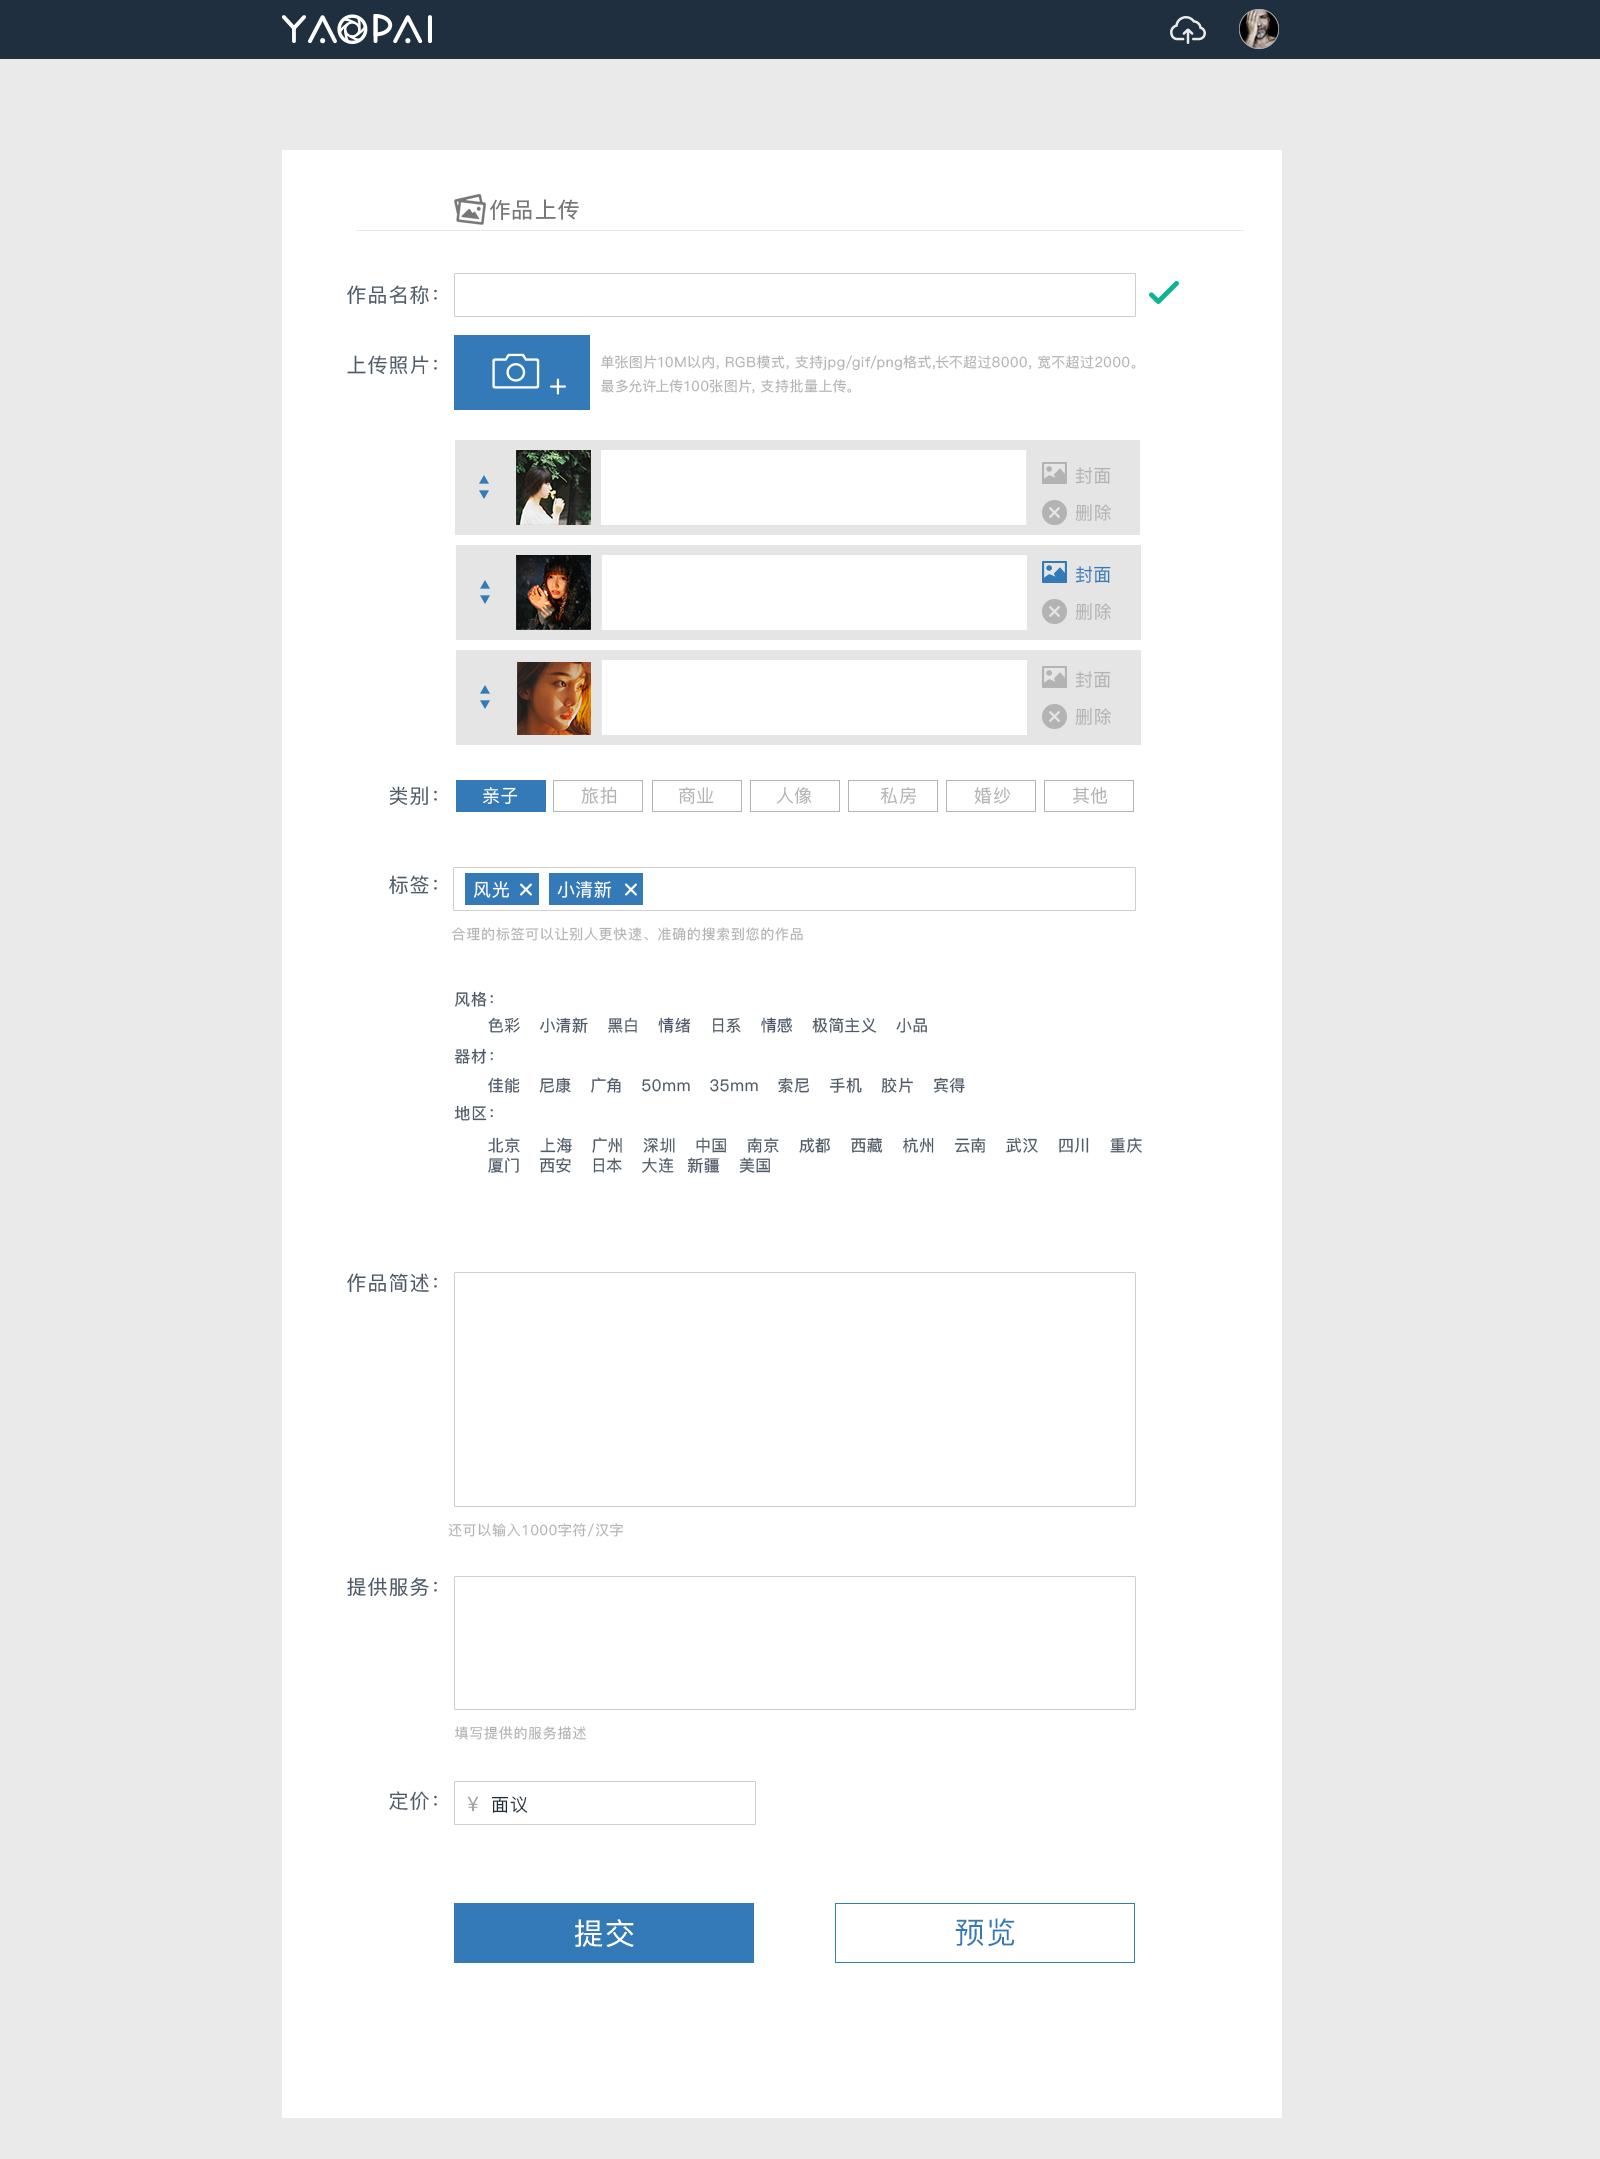 YAOPAI
作品上传
作品名称：
上传照片：
单张图片10M以内, RGB模式, 支持jpg/gif/png格式,长不超过8000, 宽不超过2000。
最多允许上传100张图片, 支持批量上传。
封面
删除
封面
删除
封面
删除
类别： 亲子 旅拍 商业 人像 私房 婚纱 其他
标签： 风光 小清新
合理的标签可以让别人更快速、准确的搜索到您的作品
风格：
色彩 小清新 黑白 情绪 日系 情感 极简主义 小品
器材：
佳能 尼康 广角 50mm 35mm 索尼 手机 胶片 宾得
地区：
北京 上海 广州 深圳 中国 南京 成都 西藏 杭州 云南 武汉 四川 重庆
厦门 西安 日本 大连 新疆 美国
作品简述：
还可以输入1000字符/汉字
提供服务：
填写提供的服务描述
定价： ¥ 面议
提交 预览